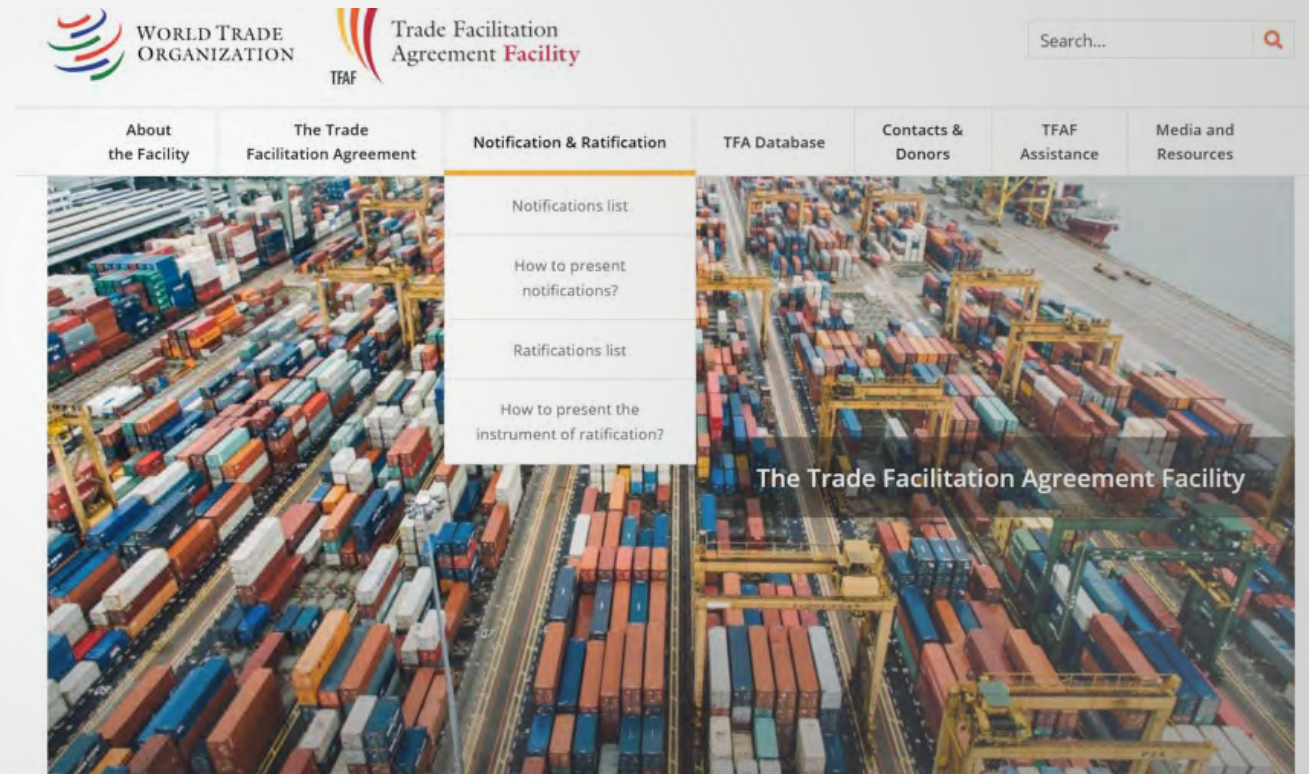 WORLD TRADE
ORGANIZATION
TFAF
Trade Facilitation
Agreement Facility
Search...
About
the Facility
The Trade
Facilitation Agreement
Notification & Ratification
TFA Database
Contacts &
Donors
TFAF
Assistance
Media and
Resources
Notifications list
How to present
notifications?
Ratifications list
How to present the
instrument of ratification?
The Trade Facilitation Agreement Facility